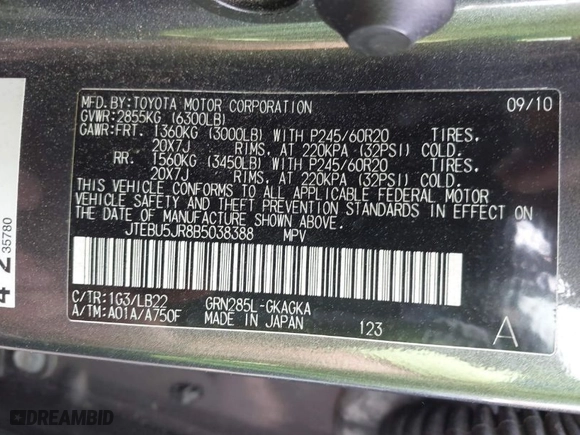 MFD.BY:TOYOTA MOTOR CORPORATION 09/10
GVWR:2855KG (6300LB)
GAWR:FRT. 1360KG (3000LB) WITH P245/60R20 TIRES,
20X7J RIMS, AT 220KPA (32PSI) COLD.
RR. 1560KG (3450LB) WITH P245/60R20 TIRES,
20X7J RIMS, AT 220KPA (32PSI) COLD.
THIS VEHICLE CONFORMS TO ALL APPLICABLE FEDERAL MOTOR
VEHICLE SAFETY AND THEFT PREVENTION STANDARDS IN EFFECT ON
THE DATE OF MANUFACTURE SHOWN ABOVE.
JTEBU5JR8B5038388 MPV
C/TR:1G3/LB22 GRN285L-GKAGKA
A/TM:A01A/A750F MADE IN JAPAN 123 A
4 2 35780
DREAMBID